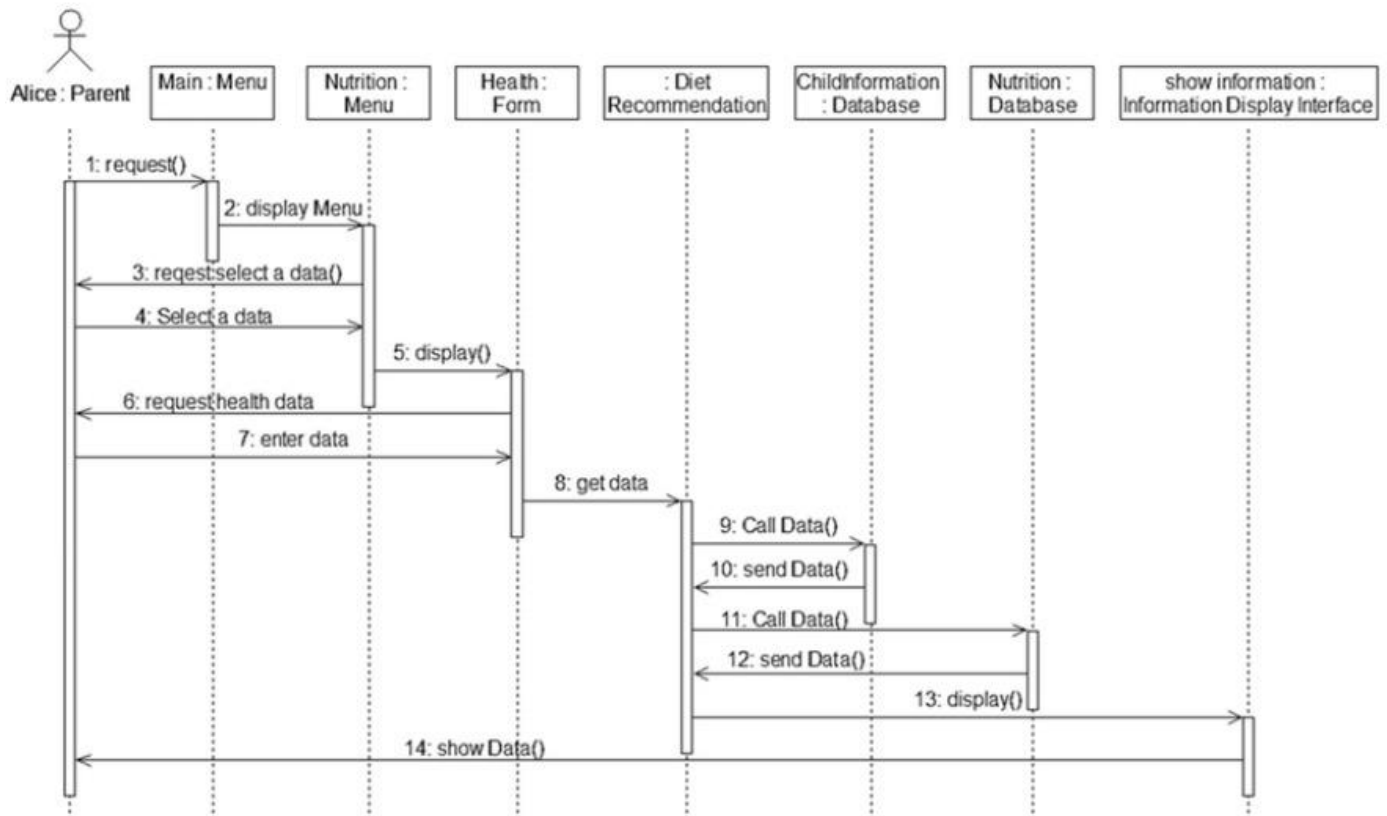 Alice : Parent
Main : Menu
Nutrition :
Menu
Health :
Form
: Diet
Recommendation
ChildInformation
: Database
Nutrition :
Database
show information :
Information Display Interface
1: request()
2: display Menu
3: reqest select a data()
4: Select a data
5: display()
6: request health data
7: enter data
8: get data
9: Call Data()
10: send Data()
11: Call Data()
12: send Data()
13: display()
14: show Data()